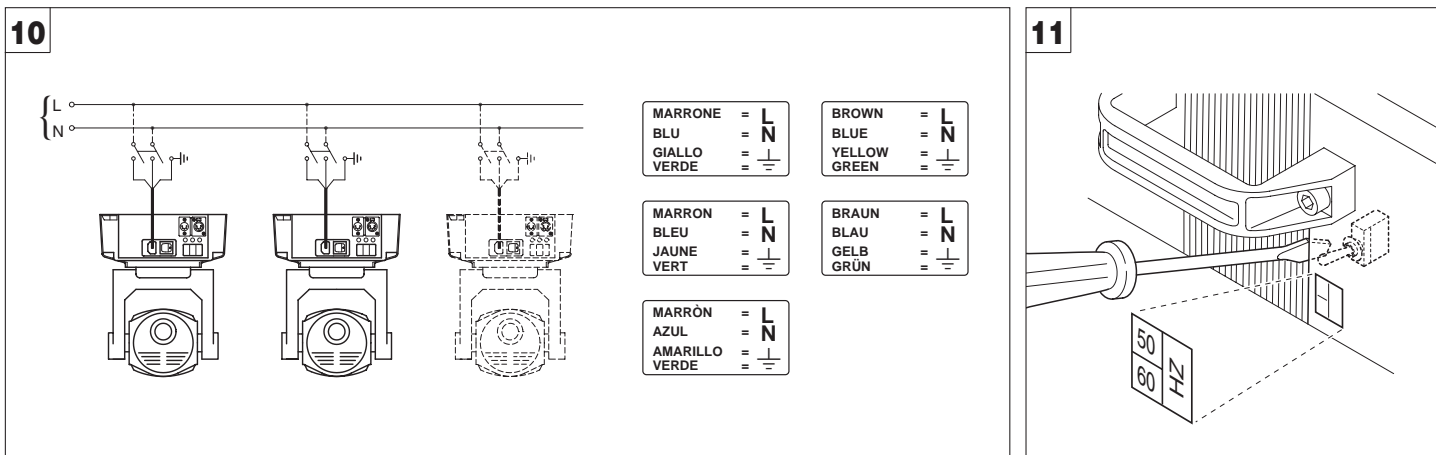 10
L
N
MARRONE = L
BLU = N
GIALLO =
VERDE =
BROWN = L
BLUE = N
YELLOW =
GREEN =
MARRON = L
BLEU = N
JAUNE =
VERT =
BRAUN = L
BLAU = N
GELB =
GRÜN =
MARRÒN = L
AZUL = N
AMARILLO =
VERDE =
11
50
60
HZ